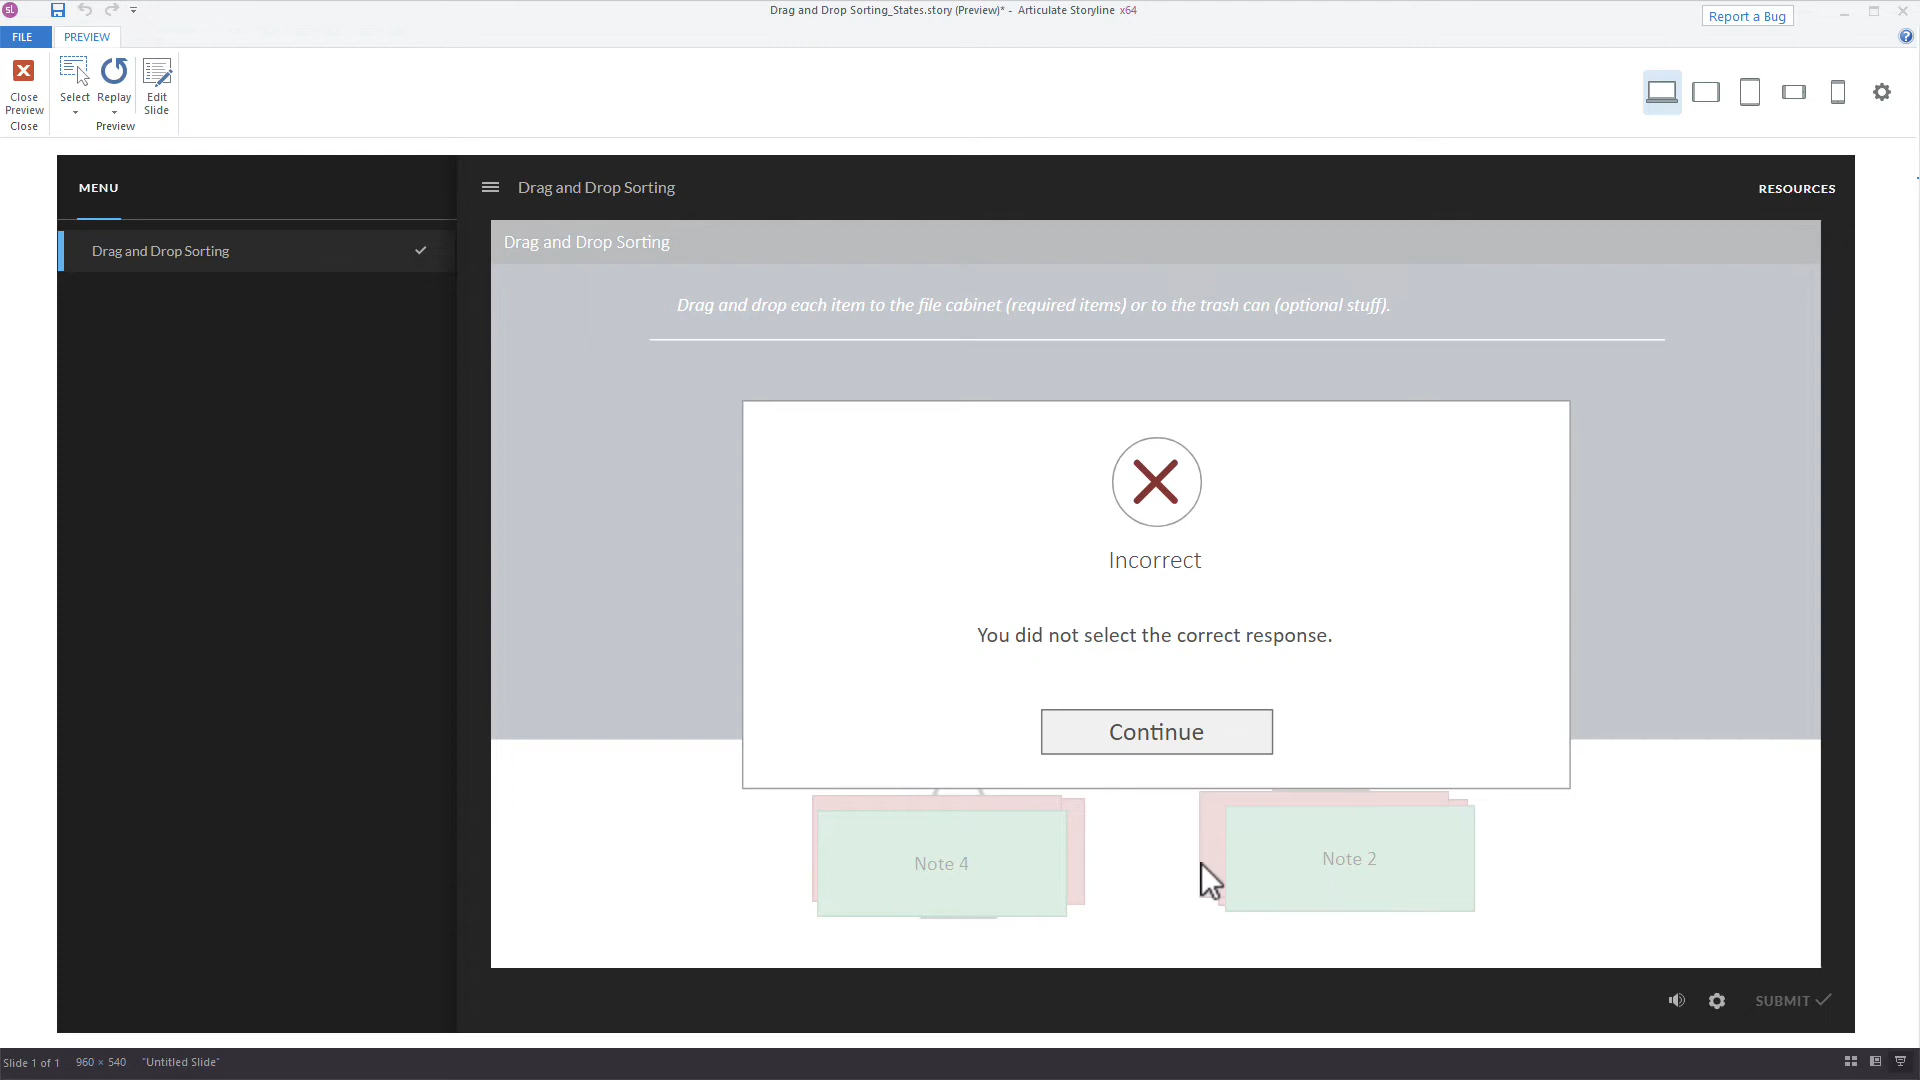 sl
Drag and Drop Sorting_States.story (Preview)* - Articulate Storyline x64
Report a Bug
FILE
PREVIEW
?
Close
Preview
Select
Replay
Edit
Slide
Close
Preview
MENU
Drag and Drop Sorting
RESOURCES
Drag and Drop Sorting
Drag and Drop Sorting
Drag and drop each item to the file cabinet (required items) or to the trash can (optional stuff).
Incorrect
You did not select the correct response.
Continue
Note 4
Note 2
SUBMIT
Slide 1 of 1
960 × 540
"Untitled Slide"